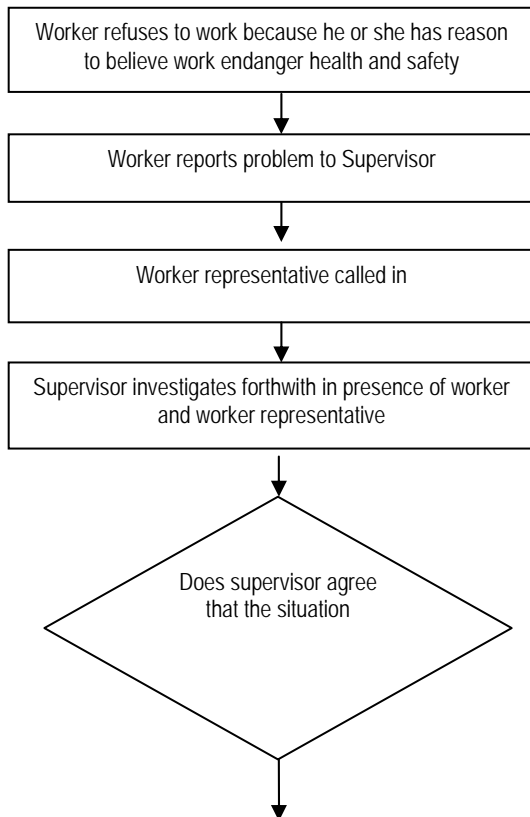 Worker refuses to work because he or she has reason
to believe work endanger health and safety
Worker reports problem to Supervisor
Worker representative called in
Supervisor investigates forthwith in presence of worker
and worker representative
Does supervisor agree
that the situation